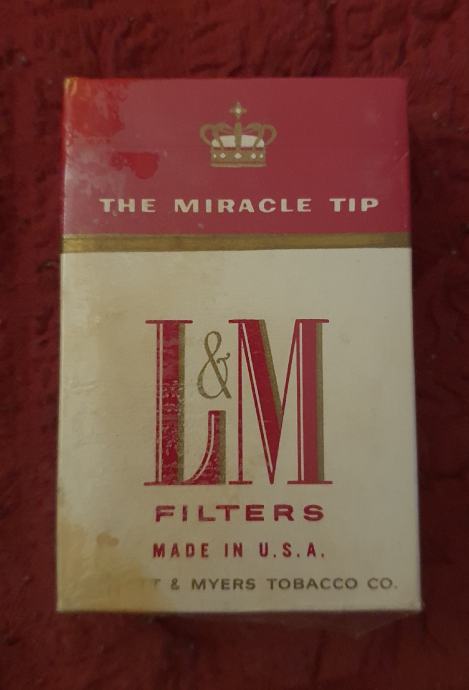 THE MIRACLE TIP
L&M
FILTERS
MADE IN U.S.A.
& MYERS TOBACCO CO.